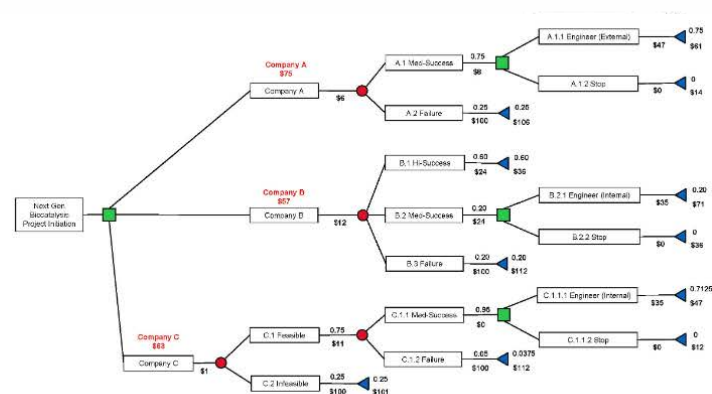 0.75
A.1.1 Engineer (External)
$47
$61
Company A
$75
0.75
A.1 Med-Success
$8
0
A.1.2 Stop
$0
$14
Company A
$6
0.25
0.25
A.2 Failure
$100
$106
0.60
0.60
B.1 Hi-Success
$24
$36
Company B
$57
0.20
B.2.1 Engineer (Internal)
$35
$71
Next Gen.
Biocatalysis
Project Initiation
Company B
$12
0.20
B.2 Med-Success
$24
0
B.2.2 Stop
$0
$36
0.20
0.20
B.3 Failure
$100
$112
0.7125
C.1.1.1 Engineer (Internal)
$35
$47
0.95
C.1.1 Med-Success
$0
Company C
$63
0.75
C.1 Feasible
$11
0
C.1.1.2 Stop
$0
$12
Company C
$1
0.05
0.0375
C.1.2 Failure
$100
$112
0.25
0.25
C.2 Infeasible
$100
$101